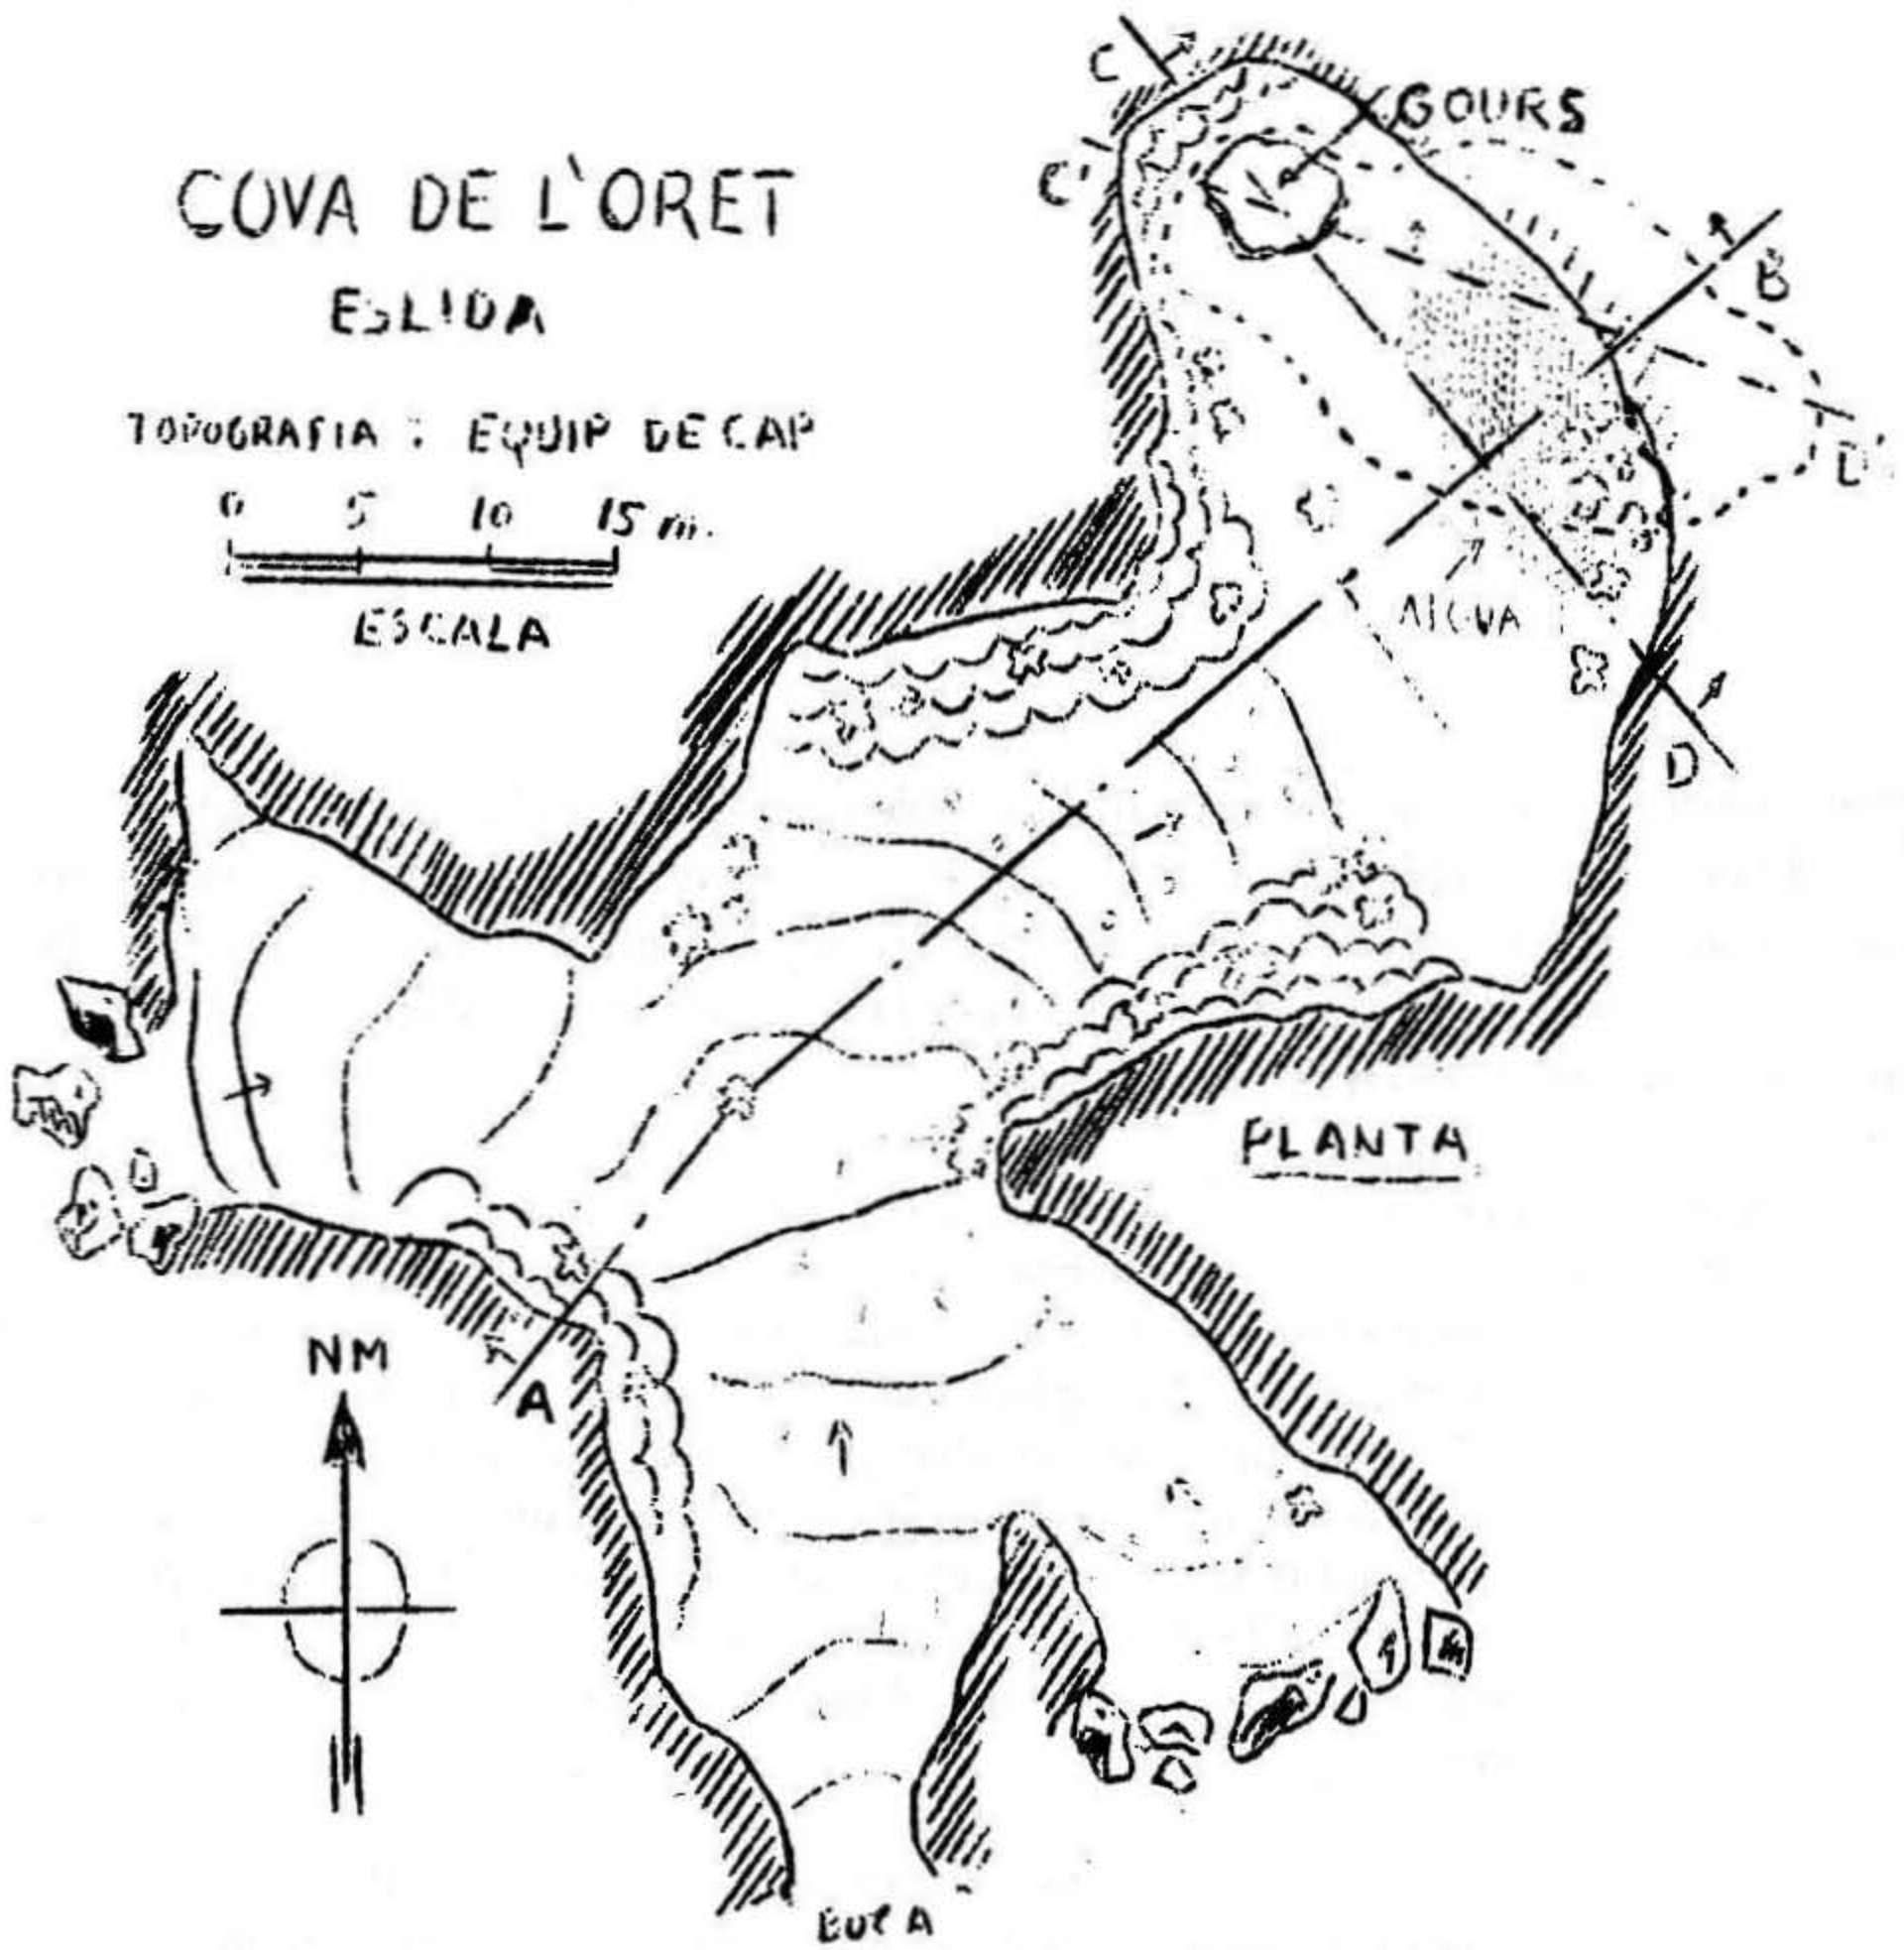 COVA DE L'ORET
ESLIDA
TOPOGRAFIA : EQUIP DE CAP
0 5 10 15 m.
ESCALA
C
GOURS
C'
B
D'
AIGUA
D
PLANTA
NM
A
BOCA